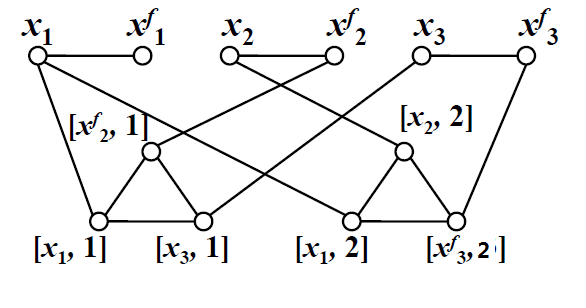 x₁ xᶠ₁ x₂ xᶠ₂ x₃ xᶠ₃
[xᶠ₂, 1] [x₂, 2]
[x₁, 1] [x₃, 1] [x₁, 2] [xᶠ₃,2]